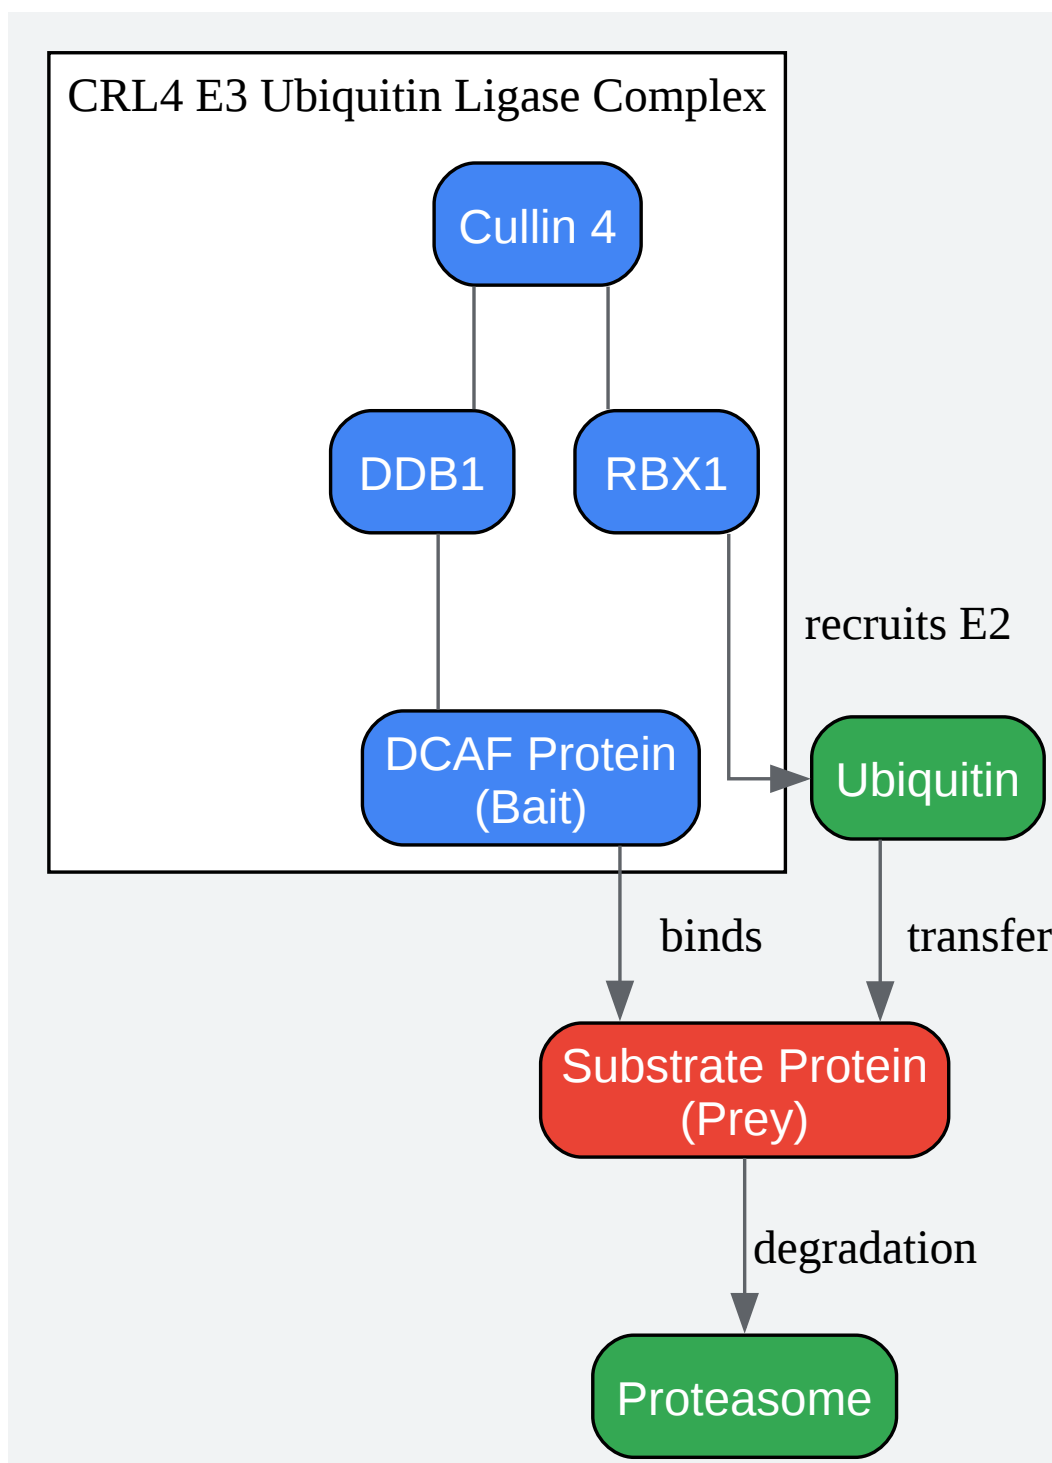 CRL4 E3 Ubiquitin Ligase Complex
Cullin 4
DDB1
RBX1
recruits E2
DCAF Protein
(Bait)
Ubiquitin
binds
transfer
Substrate Protein
(Prey)
degradation
Proteasome